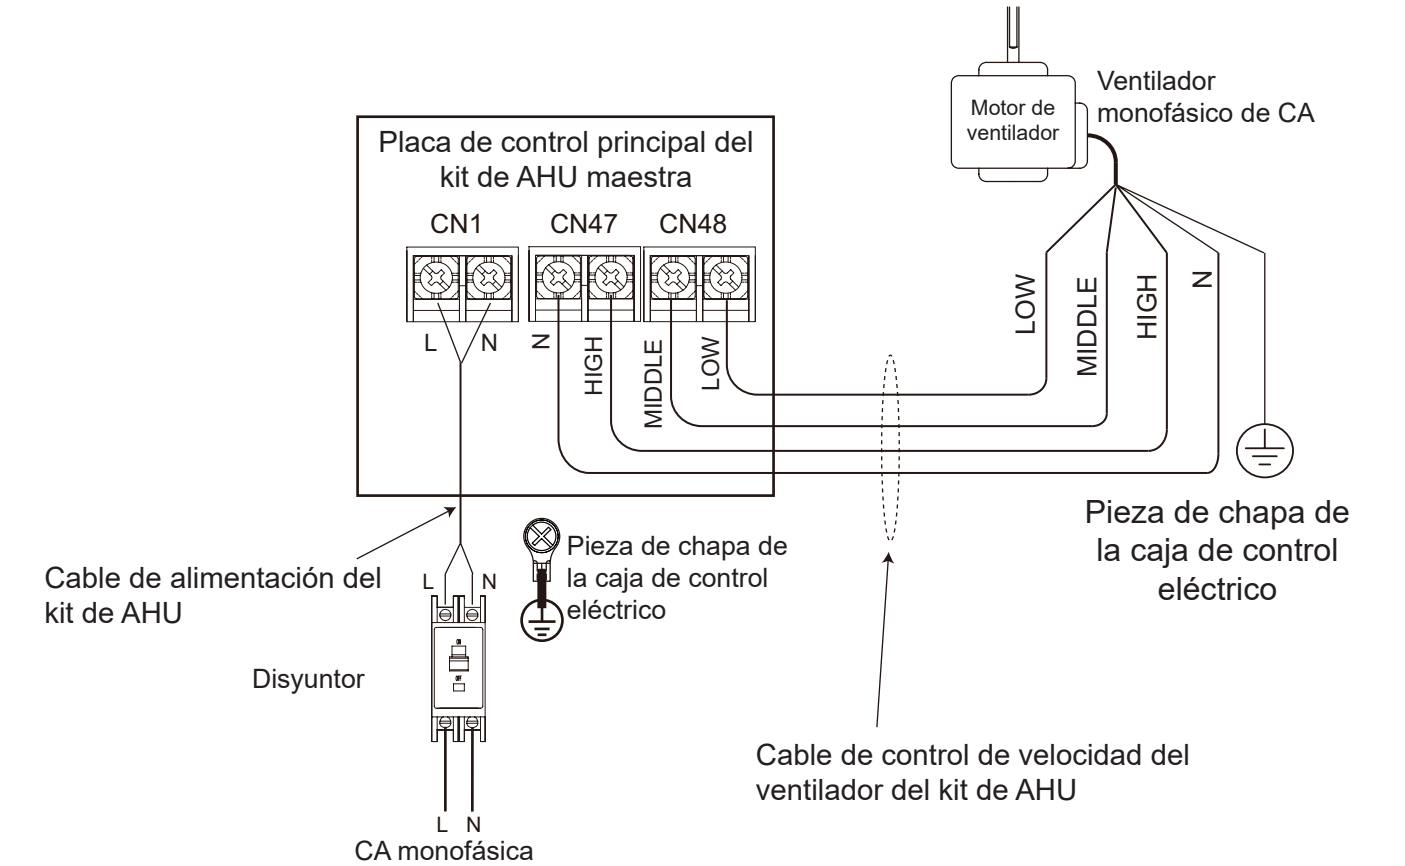 Motor de
ventilador
Ventilador
monofásico de CA
Placa de control principal del
kit de AHU maestra
CN1
CN47
CN48
L
N
N
HIGH
MIDDLE
LOW
LOW
MIDDLE
HIGH
N
Pieza de chapa de
la caja de control
eléctrico
Pieza de chapa de
la caja de control
eléctrico
Cable de alimentación del
kit de AHU
L
N
ON
OFF
Disyuntor
Cable de control de velocidad del
ventilador del kit de AHU
L
N
CA monofásica